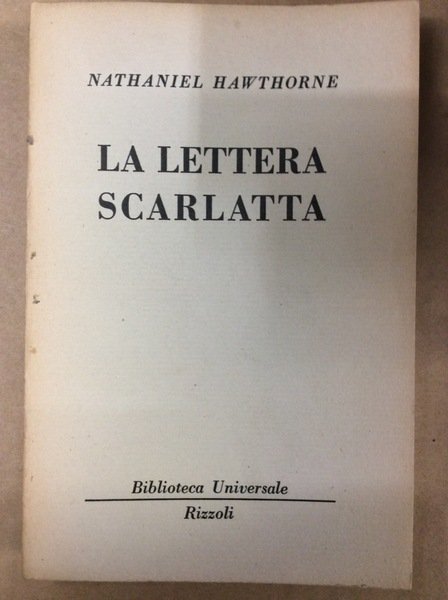 NATHANIEL HAWTHORNE
LA LETTERA
SCARLATTA
Biblioteca Universale
Rizzoli